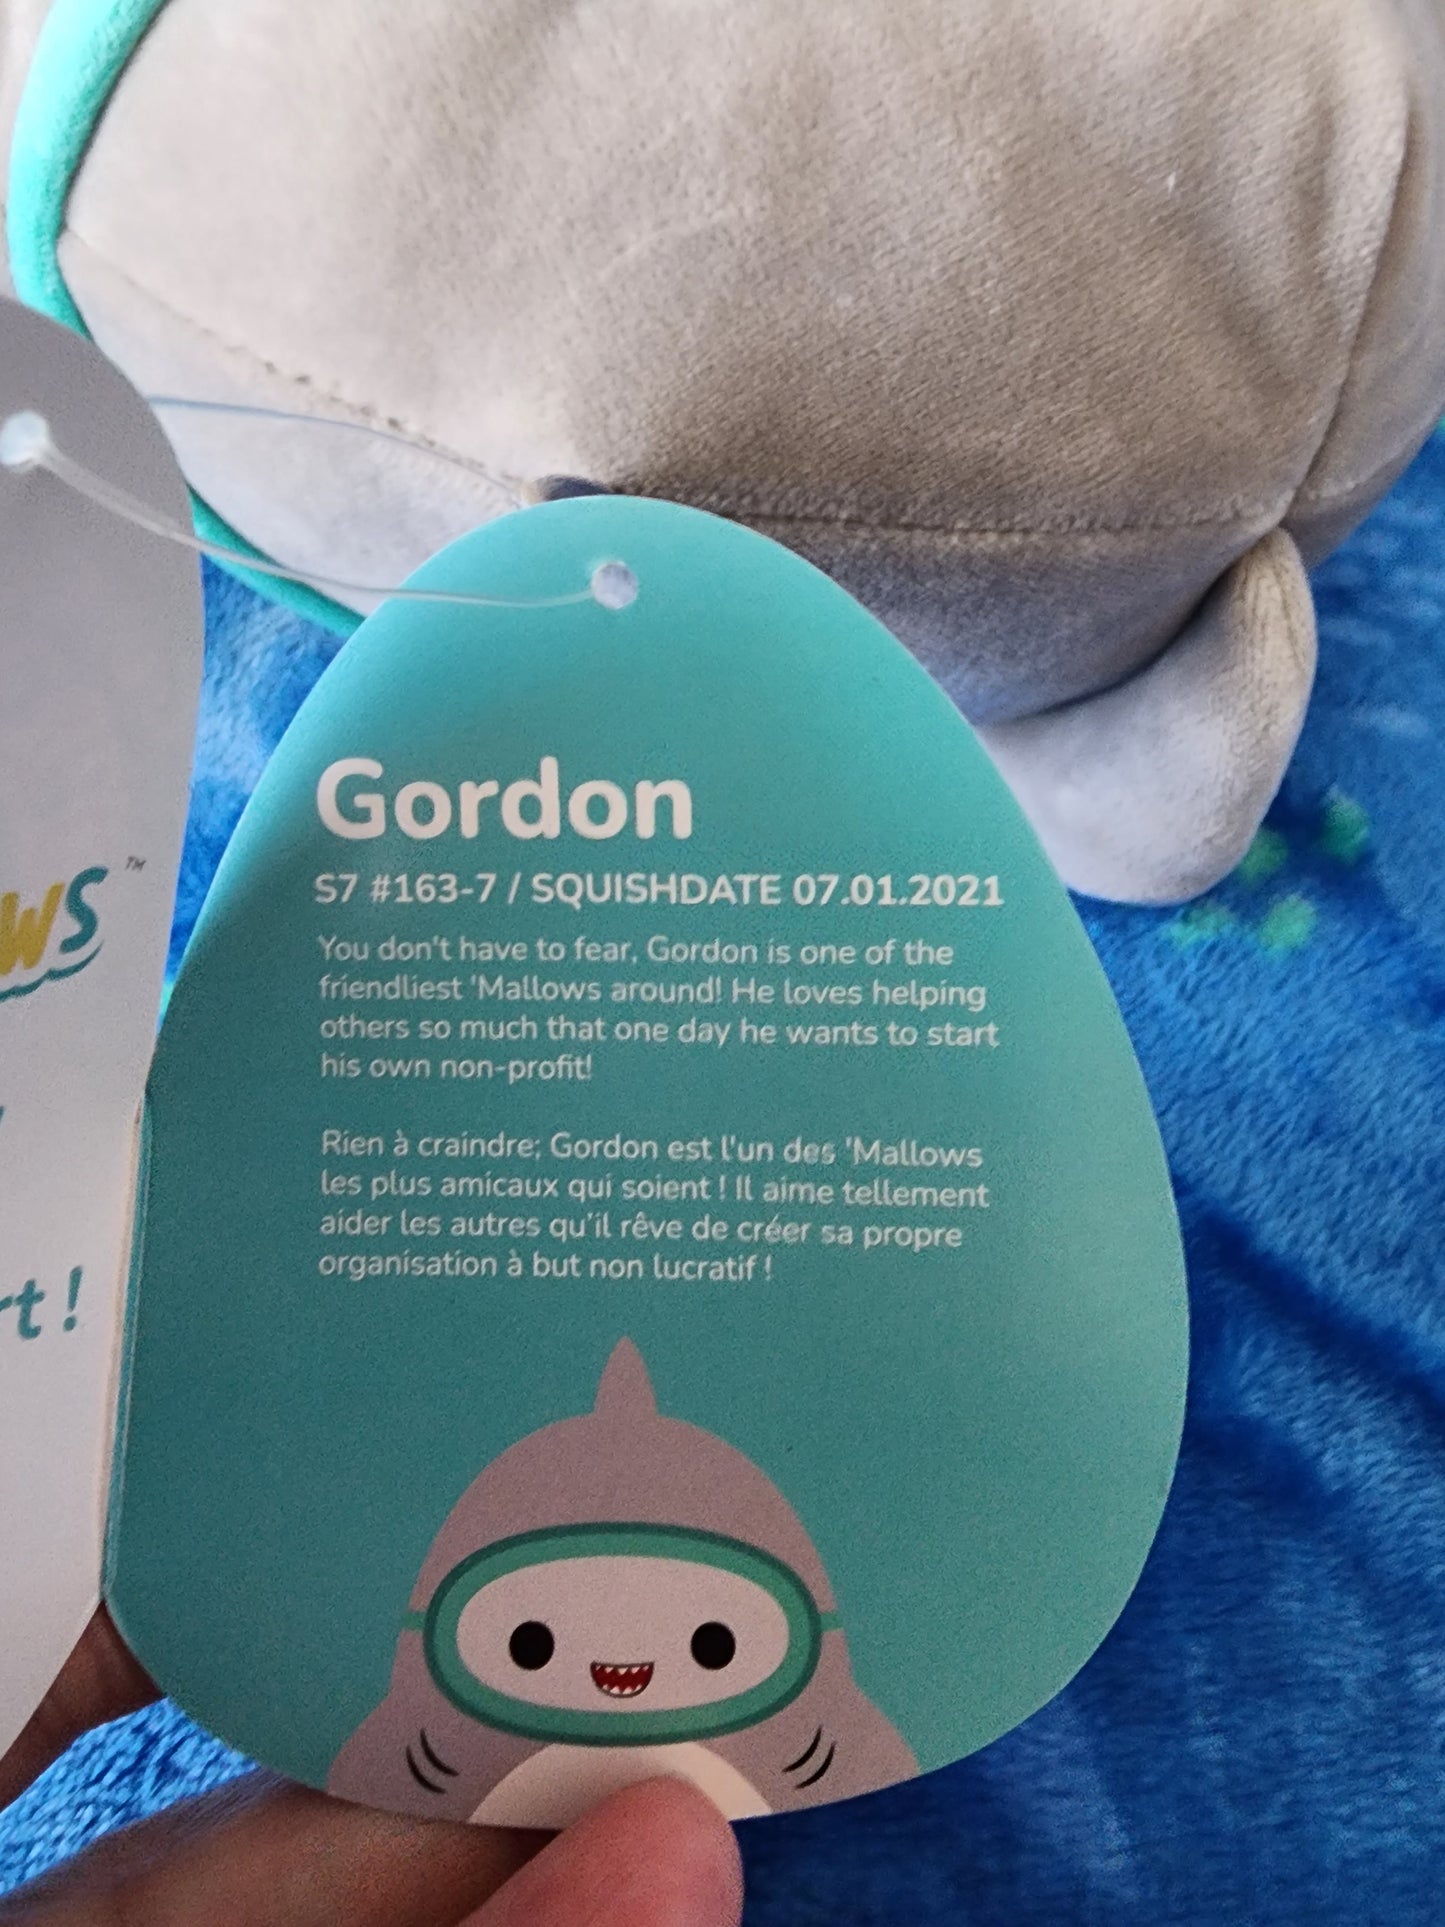 WS™
rt !
Gordon
S7 #163-7 / SQUISHDATE 07.01.2021
You don't have to fear, Gordon is one of the
friendliest 'Mallows around! He loves helping
others so much that one day he wants to start
his own non-profit!
Rien à craindre; Gordon est l'un des 'Mallows
les plus amicaux qui soient ! Il aime tellement
aider les autres qu'il rêve de créer sa propre
organisation à but non lucratif !